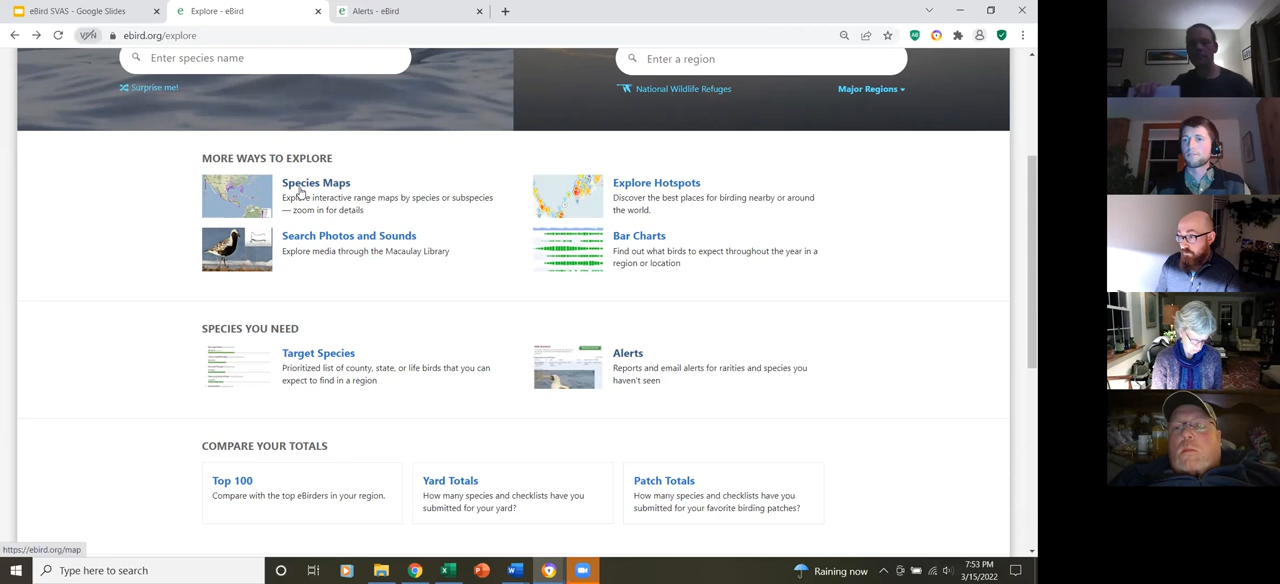 eBird SVAS - Google Slides
Explore - eBird
Alerts - eBird
VPN
ebird.org/explore
Enter species name
Enter a region
Surprise me!
National Wildlife Refuges
Major Regions
MORE WAYS TO EXPLORE
Species Maps
Explore interactive range maps by species or subspecies
— zoom in for details
Explore Hotspots
Discover the best places for birding nearby or around
the world.
Search Photos and Sounds
Explore media through the Macaulay Library
Bar Charts
Find out what birds to expect throughout the year in a
region or location
SPECIES YOU NEED
Target Species
Prioritized list of county, state, or life birds that you can
expect to find in a region
Alerts
Reports and email alerts for rarities and species you
haven't seen
COMPARE YOUR TOTALS
Top 100
Compare with the top eBirders in your region.
Yard Totals
How many species and checklists have you
submitted for your yard?
Patch Totals
How many species and checklists have you
submitted for your favorite birding patches?
https://ebird.org/map
Type here to search
Raining now
7:53 PM
3/15/2022